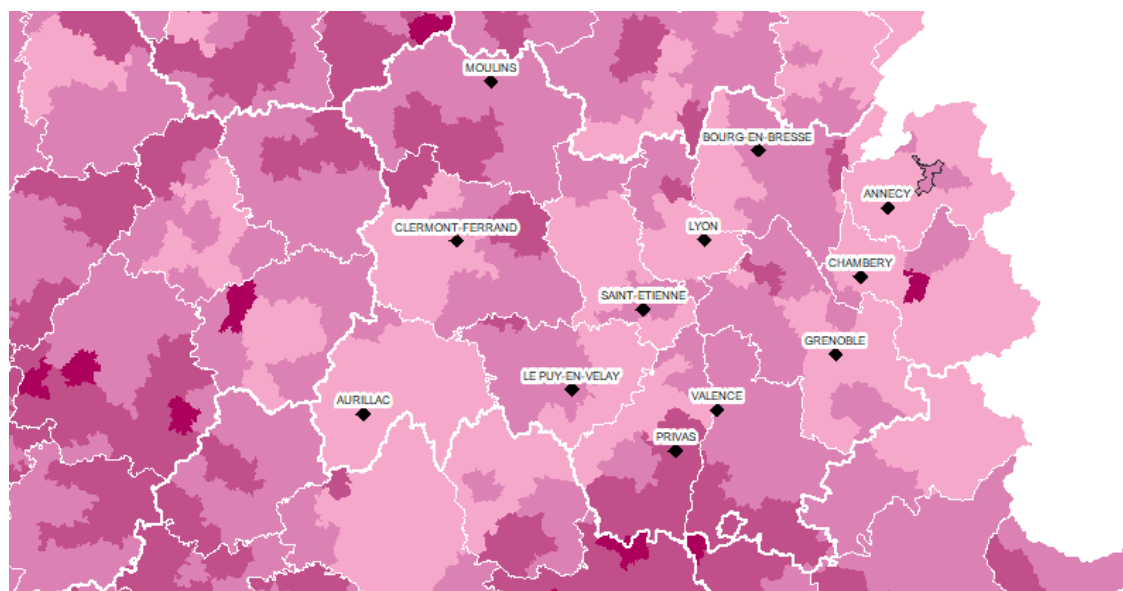 MOULINS
BOURG-EN-BRESSE
ANNECY
CLERMONT-FERRAND
LYON
CHAMBERY
SAINT-ETIENNE
GRENOBLE
LE PUY-EN-VELAY
AURILLAC
VALENCE
PRIVAS